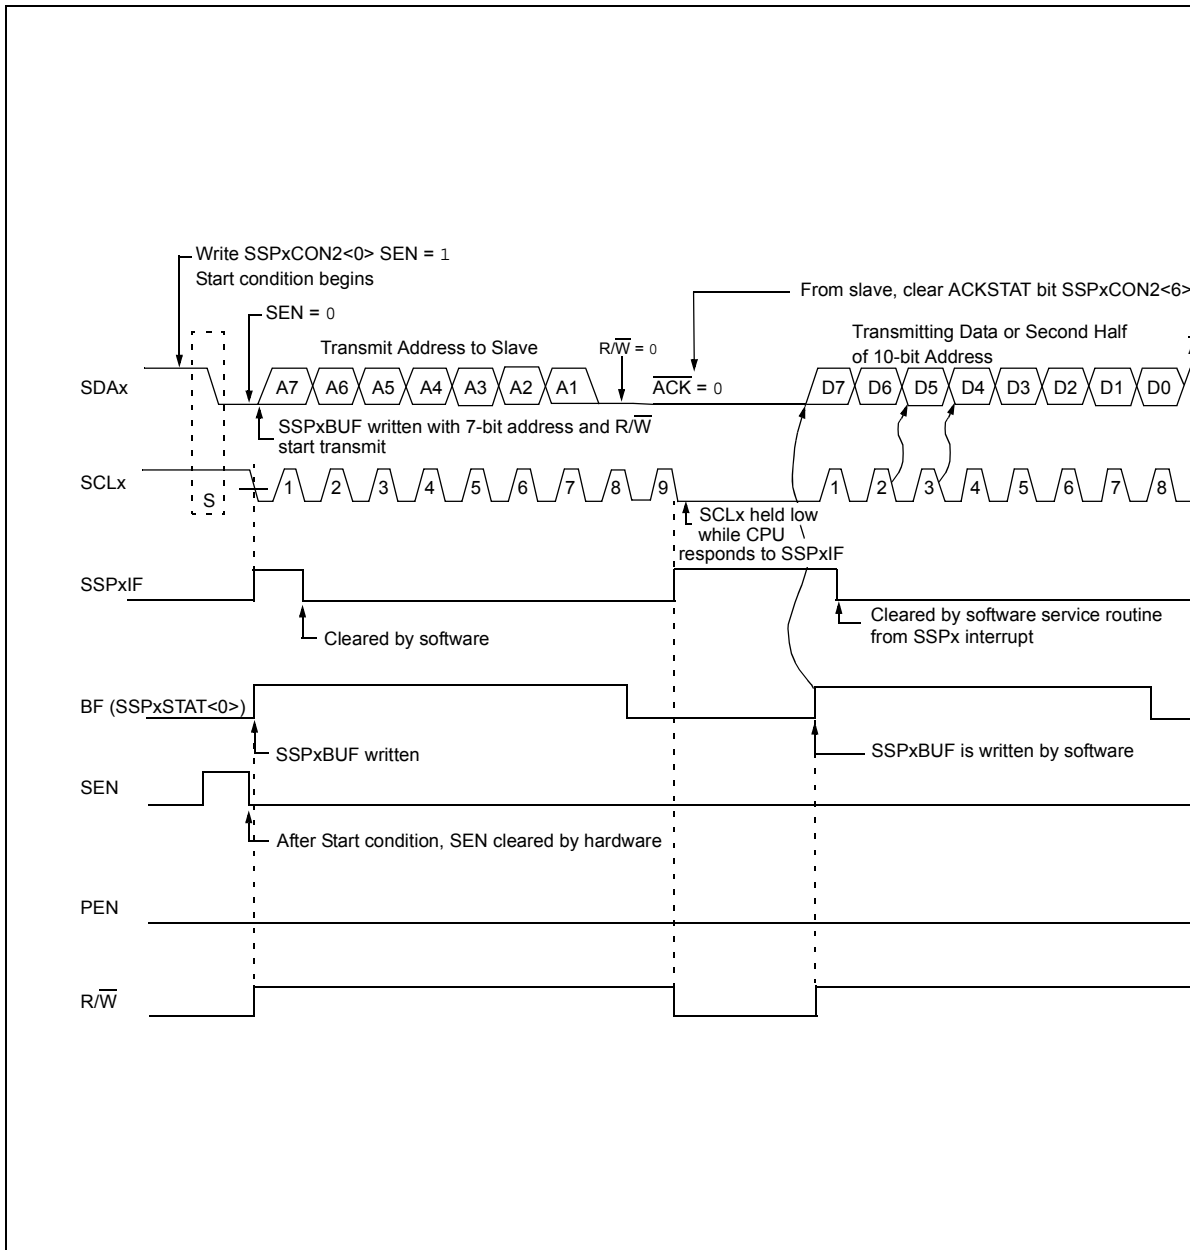 Write SSPxCON2<0> SEN = 1
Start condition begins
From slave, clear ACKSTAT bit SSPxCON2<6>
SEN = 0
Transmit Address to Slave
R/W̅ = 0
Transmitting Data or Second Half
of 10-bit Address
SDAx
A7 A6 A5 A4 A3 A2 A1
A̅C̅K̅ = 0
D7 D6 D5 D4 D3 D2 D1 D0
SSPxBUF written with 7-bit address and R/W̅
start transmit
SCLx
S
1 2 3 4 5 6 7 8 9
1 2 3 4 5 6 7 8
SCLx held low
while CPU
responds to SSPxIF
SSPxIF
Cleared by software
Cleared by software service routine
from SSPx interrupt
BF (SSPxSTAT<0>)
SSPxBUF written
SSPxBUF is written by software
SEN
After Start condition, SEN cleared by hardware
PEN
R/W̅